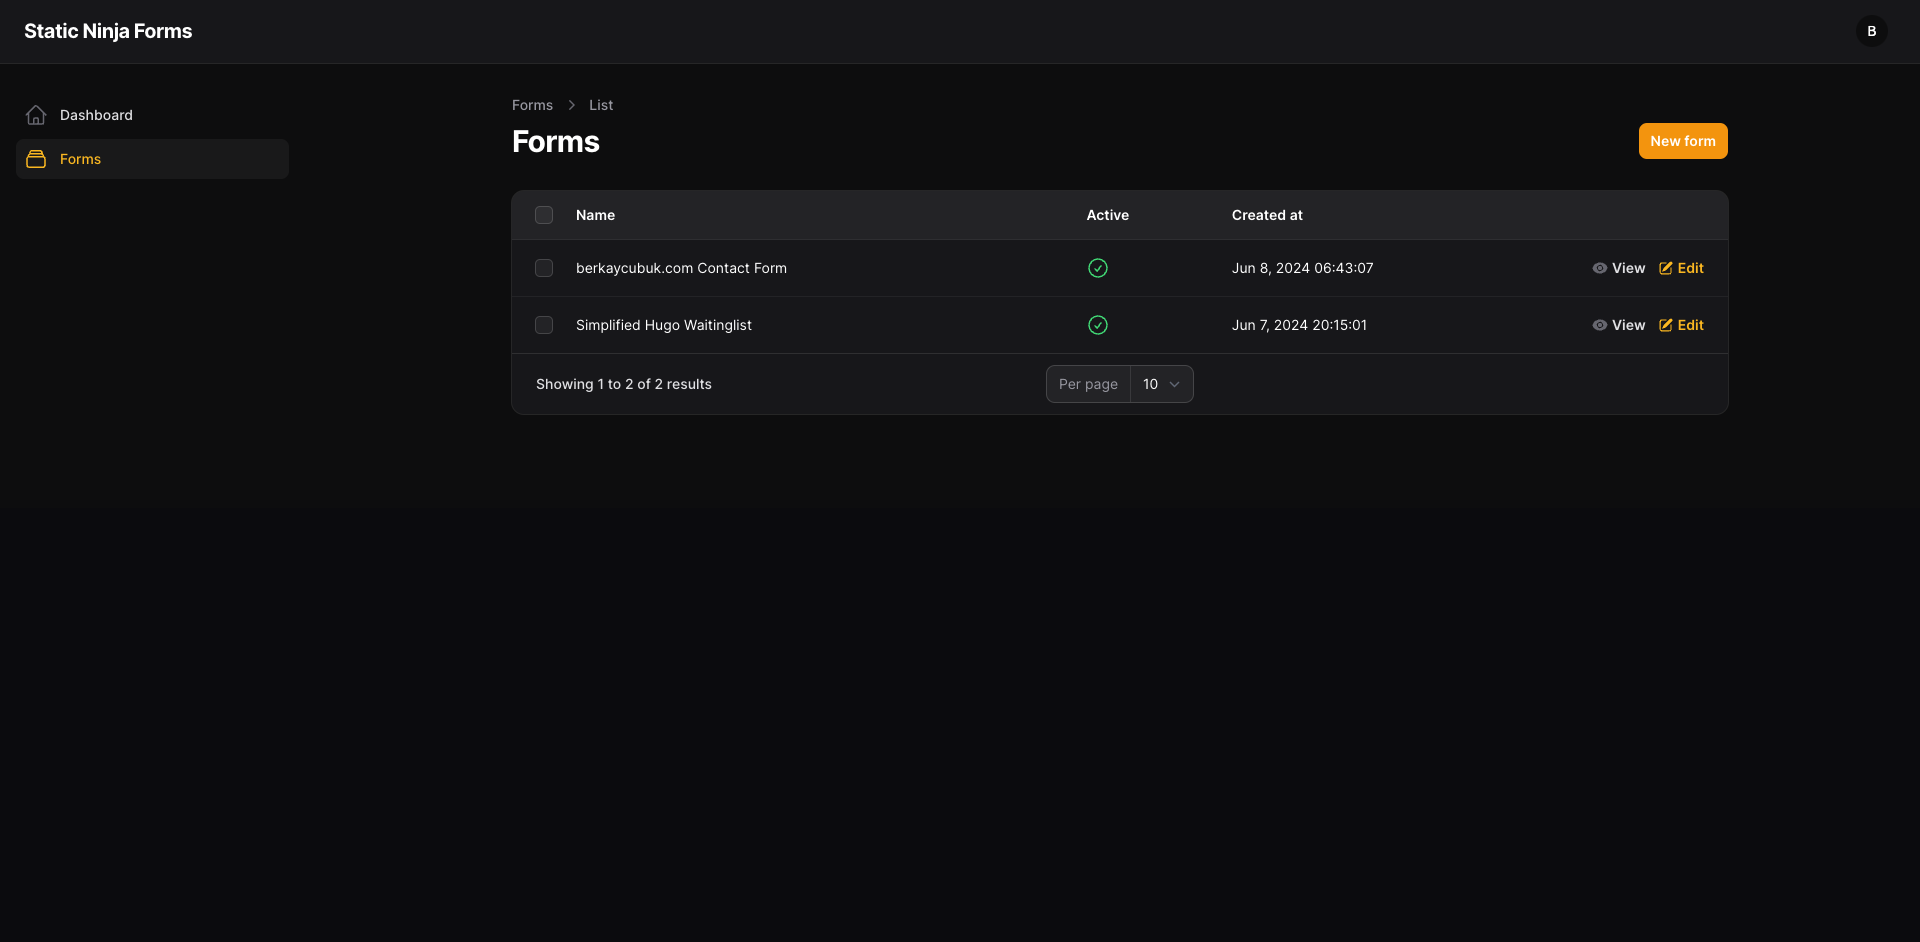 Static Ninja Forms
B
Dashboard
Forms
Forms > List
Forms
New form
Name Active Created at
berkaycubuk.com Contact Form Jun 8, 2024 06:43:07 View Edit
Simplified Hugo Waitinglist Jun 7, 2024 20:15:01 View Edit
Showing 1 to 2 of 2 results Per page 10